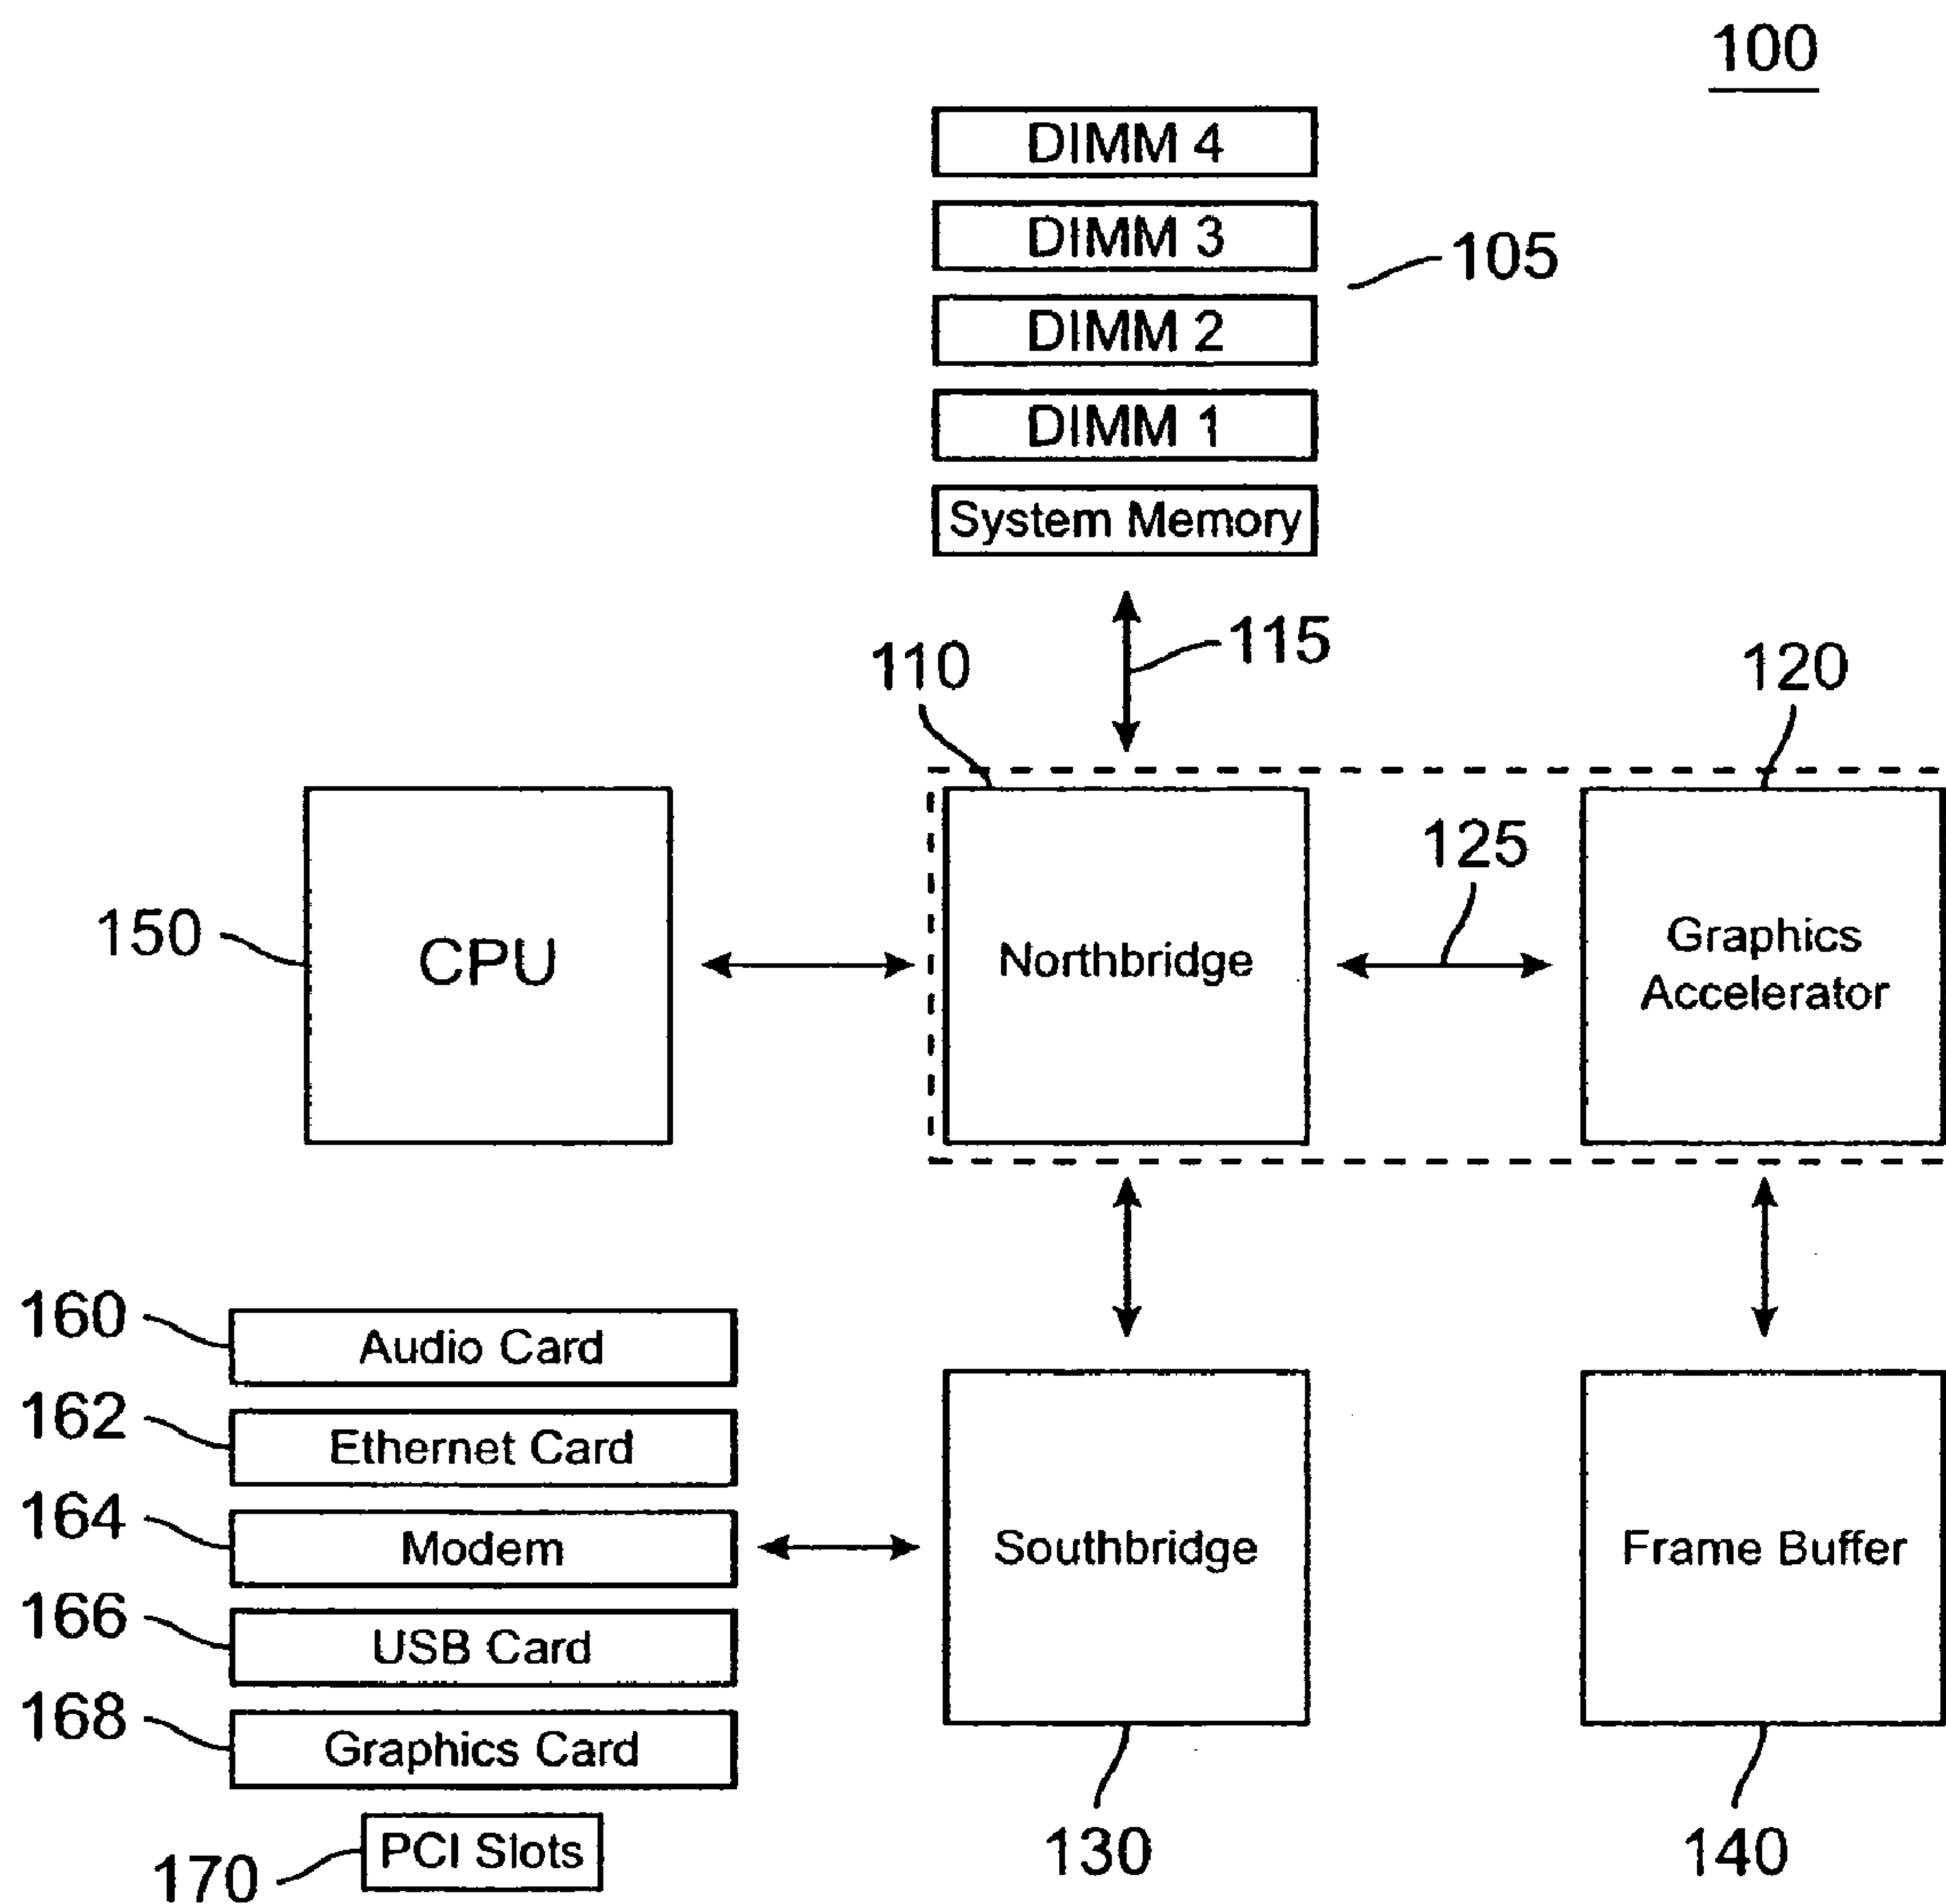 100
DIMM 4
DIMM 3
105
DIMM 2
DIMM 1
System Memory
115
110
120
125
150
CPU
Northbridge
Graphics
Accelerator
160
Audio Card
162
Ethernet Card
164
Modem
Southbridge
Frame Buffer
166
USB Card
168
Graphics Card
130
140
170
PCI Slots